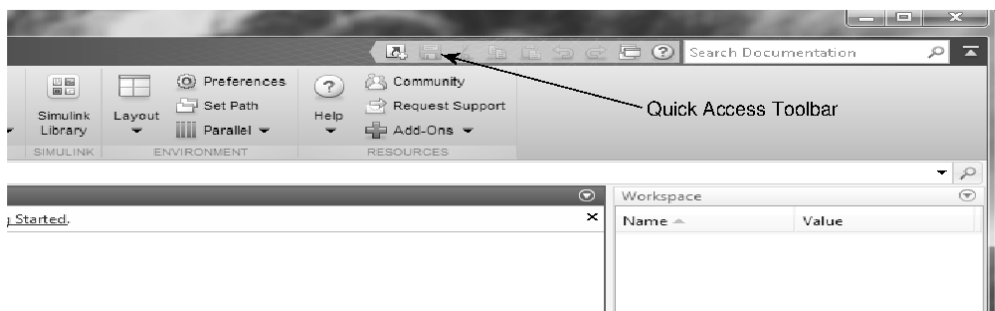 Search Documentation
Quick Access Toolbar
Simulink
Library
SIMULINK
Layout
Preferences
Set Path
Parallel
ENVIRONMENT
Help
Community
Request Support
Add-Ons
RESOURCES
Started.
Workspace
Name
Value